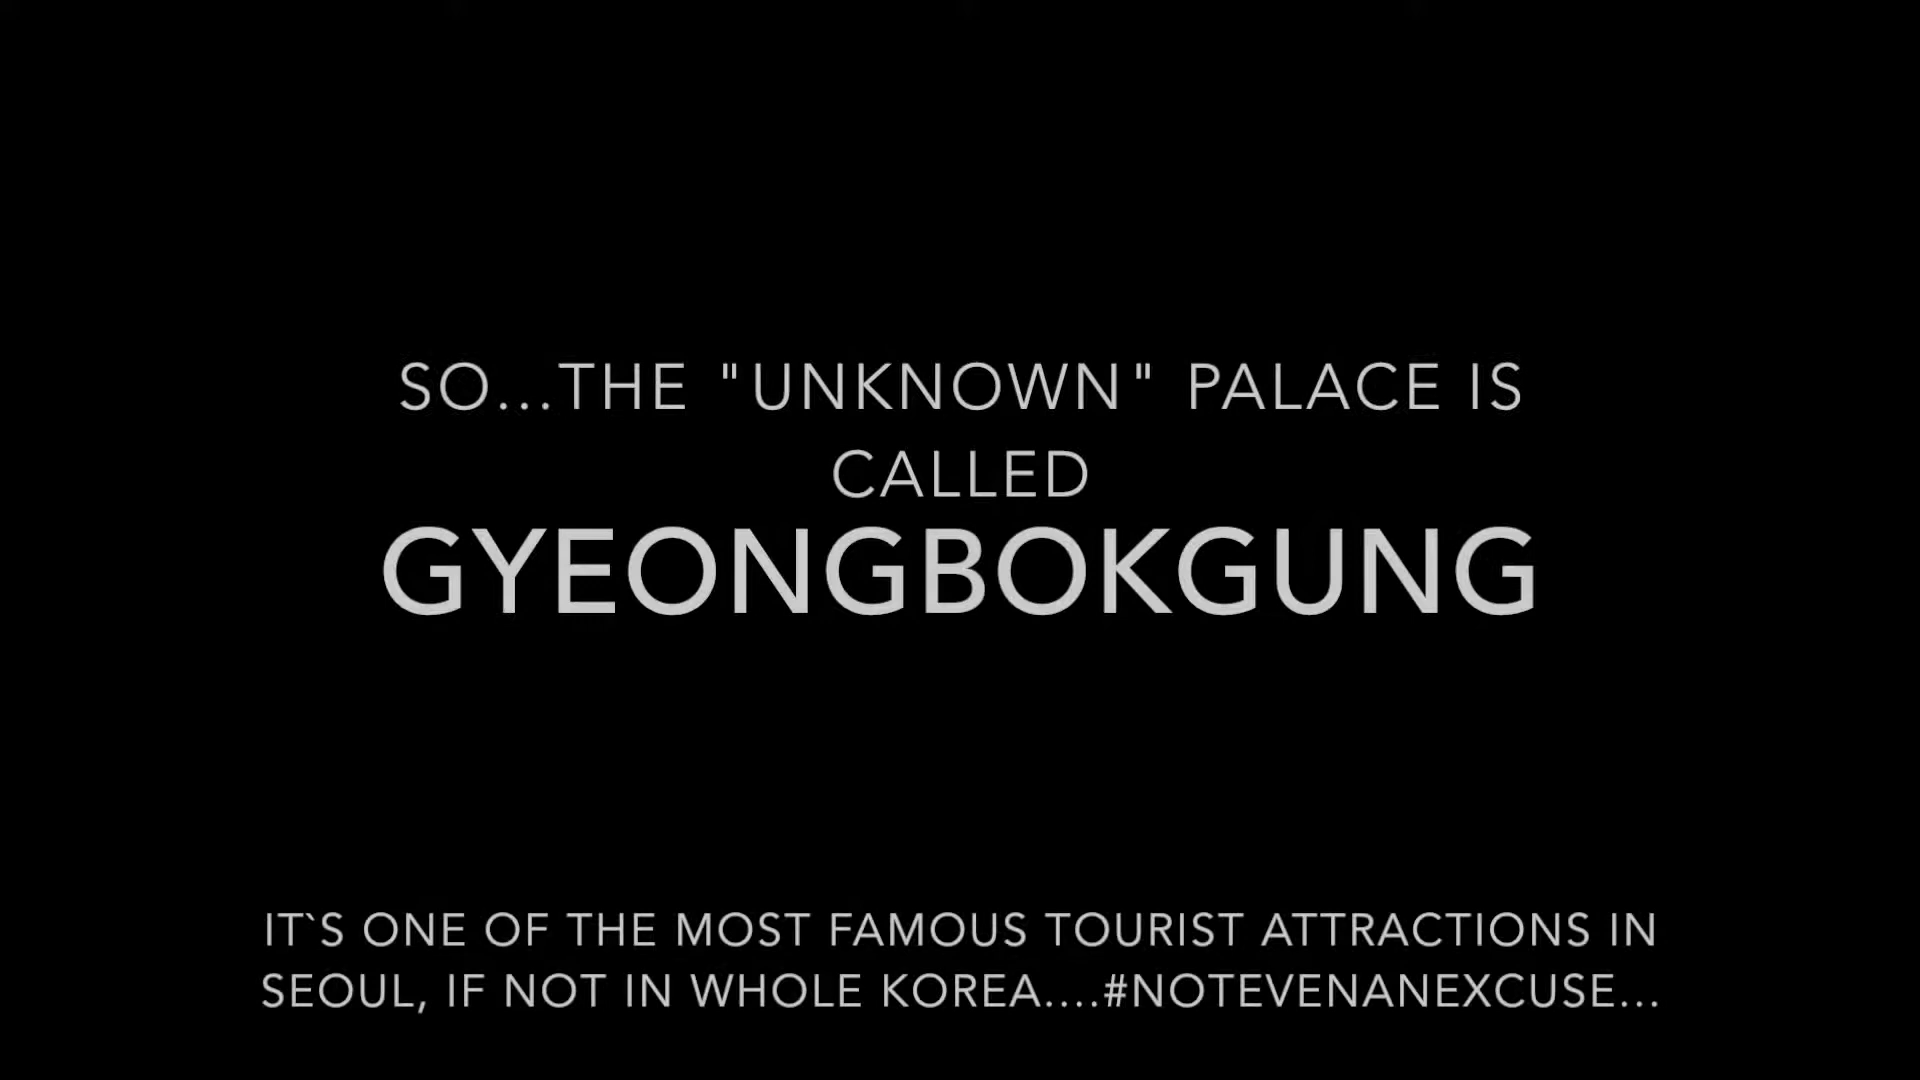 SO...THE "UNKNOWN" PALACE IS
CALLED
GYEONGBOKGUNG
IT`S ONE OF THE MOST FAMOUS TOURIST ATTRACTIONS IN
SEOUL, IF NOT IN WHOLE KOREA....#NOTEVENANEXCUSE...